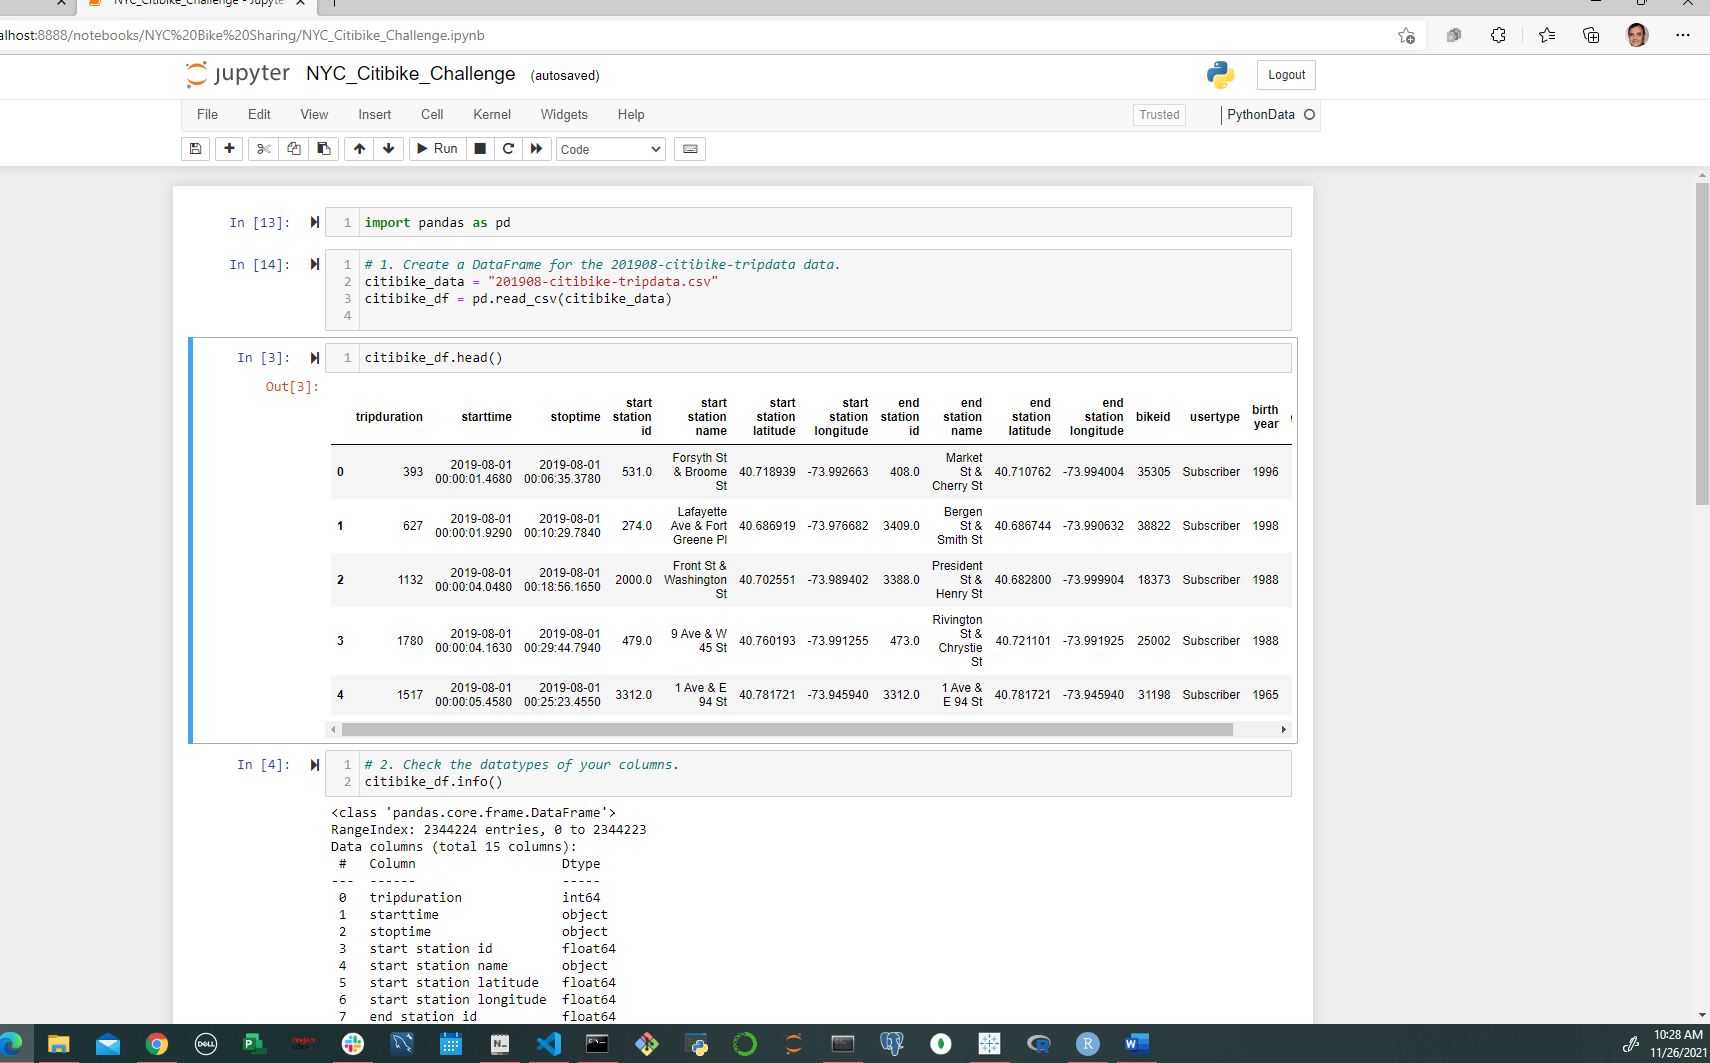 NYC_Citibike_Challenge - Jupyte
alhost:8888/notebooks/NYC%20Bike%20Sharing/NYC_Citibike_Challenge.ipynb
jupyter NYC_Citibike_Challenge (autosaved) Logout
File Edit View Insert Cell Kernel Widgets Help Trusted PythonData
Run Code
In [13]: 1 import pandas as pd
In [14]: 1 # 1. Create a DataFrame for the 201908-citibike-tripdata data.
2 citibike_data = "201908-citibike-tripdata.csv"
3 citibike_df = pd.read_csv(citibike_data)
4
In [3]: 1 citibike_df.head()
Out[3]:
tripduration starttime stoptime start station id start station name start station latitude start station longitude end station id end station name end station latitude end station longitude bikeid usertype birth year
0 393 2019-08-01 00:00:01.4680 2019-08-01 00:06:35.3780 531.0 Forsyth St & Broome St 40.718939 -73.992663 408.0 Market St & Cherry St 40.710762 -73.994004 35305 Subscriber 1996
1 627 2019-08-01 00:00:01.9290 2019-08-01 00:10:29.7840 274.0 Lafayette Ave & Fort Greene Pl 40.686919 -73.976682 3409.0 Bergen St & Smith St 40.686744 -73.990632 38822 Subscriber 1998
2 1132 2019-08-01 00:00:04.0480 2019-08-01 00:18:56.1650 2000.0 Front St & Washington St 40.702551 -73.989402 3388.0 President St & Henry St 40.682800 -73.999904 18373 Subscriber 1988
3 1780 2019-08-01 00:00:04.1630 2019-08-01 00:29:44.7940 479.0 9 Ave & W 45 St 40.760193 -73.991255 473.0 Rivington St & Chrystie St 40.721101 -73.991925 25002 Subscriber 1988
4 1517 2019-08-01 00:00:05.4580 2019-08-01 00:25:23.4550 3312.0 1 Ave & E 94 St 40.781721 -73.945940 3312.0 1 Ave & E 94 St 40.781721 -73.945940 31198 Subscriber 1965
In [4]: 1 # 2. Check the datatypes of your columns.
2 citibike_df.info()
<class 'pandas.core.frame.DataFrame'>
RangeIndex: 2344224 entries, 0 to 2344223
Data columns (total 15 columns):
# Column Dtype
--- ------ -----
0 tripduration int64
1 starttime object
2 stoptime object
3 start station id float64
4 start station name object
5 start station latitude float64
6 start station longitude float64
7 end station id float64
DELL
10:28 AM
11/26/2021